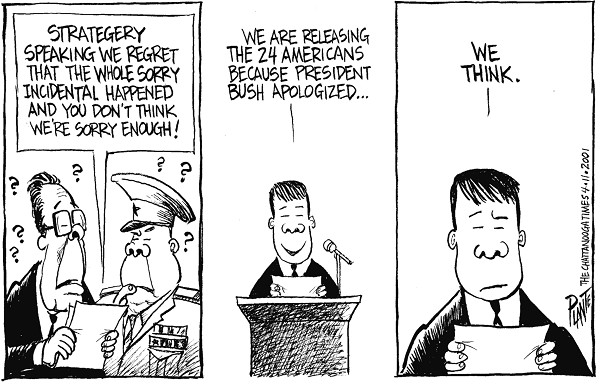 STRATEGERY
SPEAKING WE REGRET
THAT THE WHOLE SORRY
INCIDENTAL HAPPENED
AND YOU DON'T THINK
WE'RE SORRY ENOUGH!
? ? ? ? ? ? ?
WE ARE RELEASING
THE 24 AMERICANS
BECAUSE PRESIDENT
BUSH APOLOGIZED...
WE
THINK.
THE CHATTANOOGA TIMES 4·11·2001
PLANTE